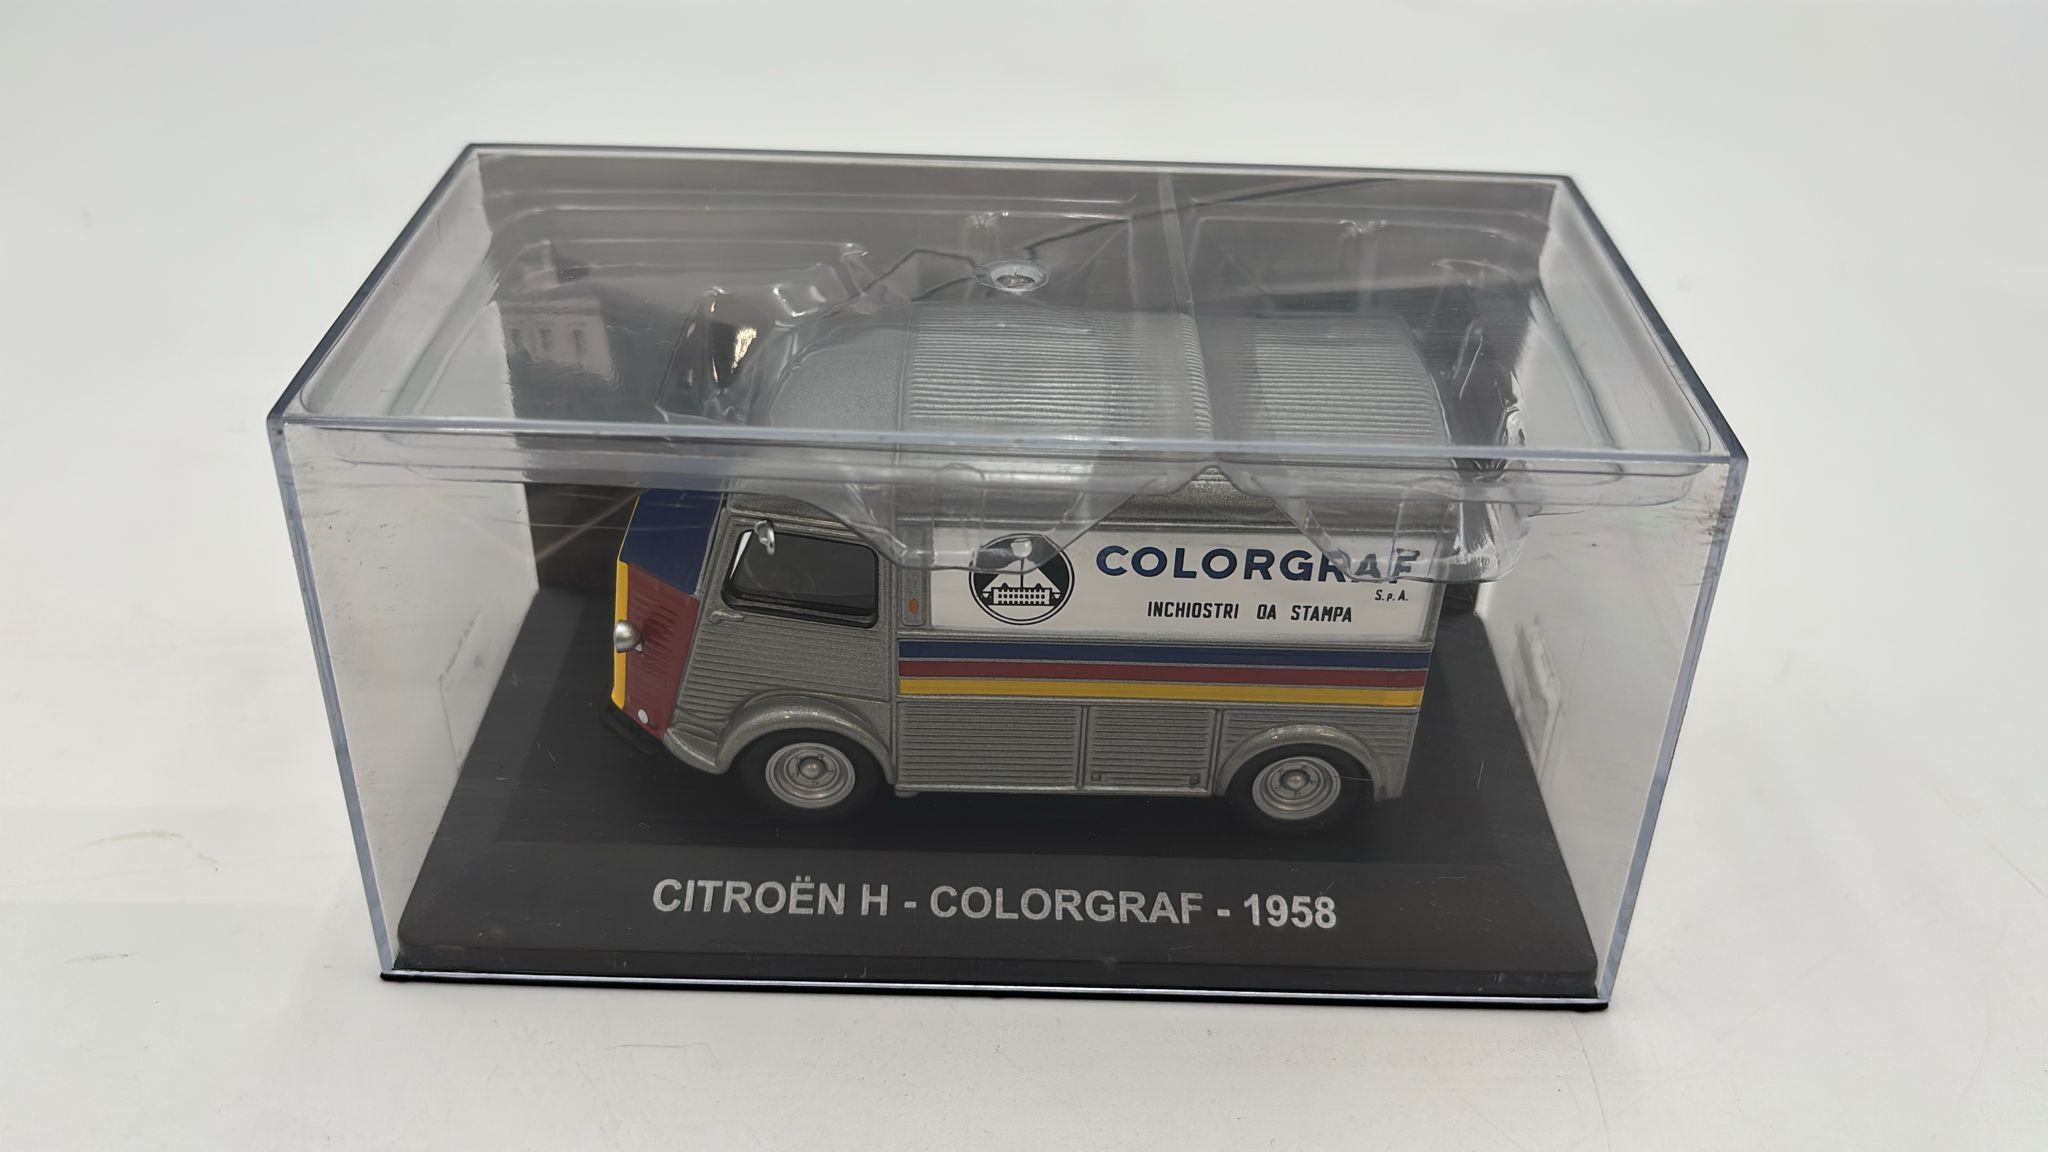 COLORGRAF
S.p.A.
INCHIOSTRI DA STAMPA
CITROËN H - COLORGRAF - 1958